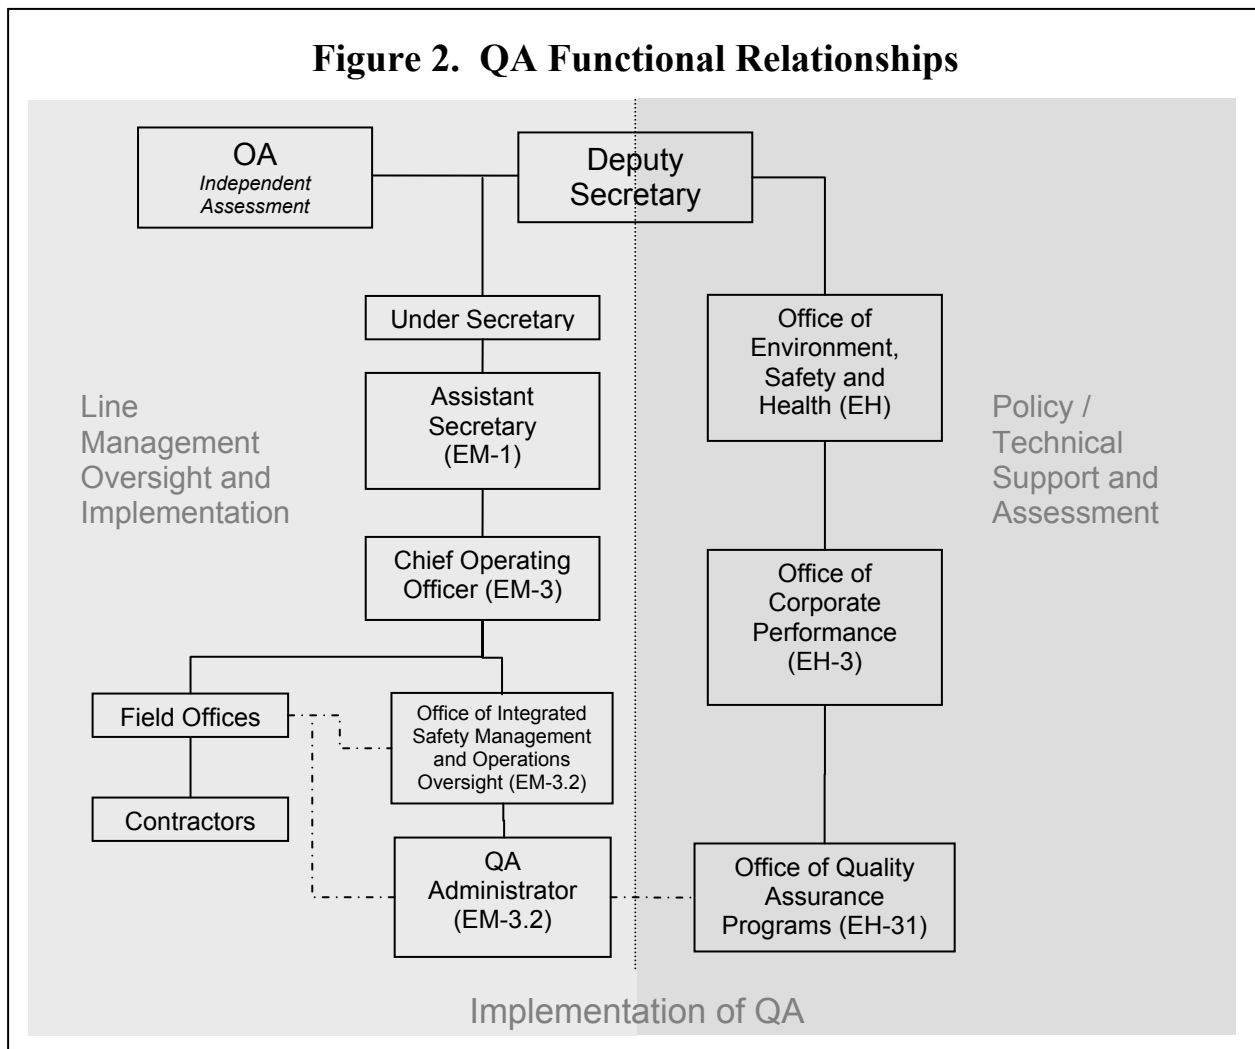 Figure 2. QA Functional Relationships
OA
Independent
Assessment
Deputy
Secretary
Under Secretary
Assistant
Secretary
(EM-1)
Chief Operating
Officer (EM-3)
Line
Management
Oversight and
Implementation
Field Offices
Contractors
Office of Integrated
Safety Management
and Operations
Oversight (EM-3.2)
QA
Administrator
(EM-3.2)
Office of
Environment,
Safety and
Health (EH)
Policy /
Technical
Support and
Assessment
Office of
Corporate
Performance
(EH-3)
Office of Quality
Assurance
Programs (EH-31)
Implementation of QA